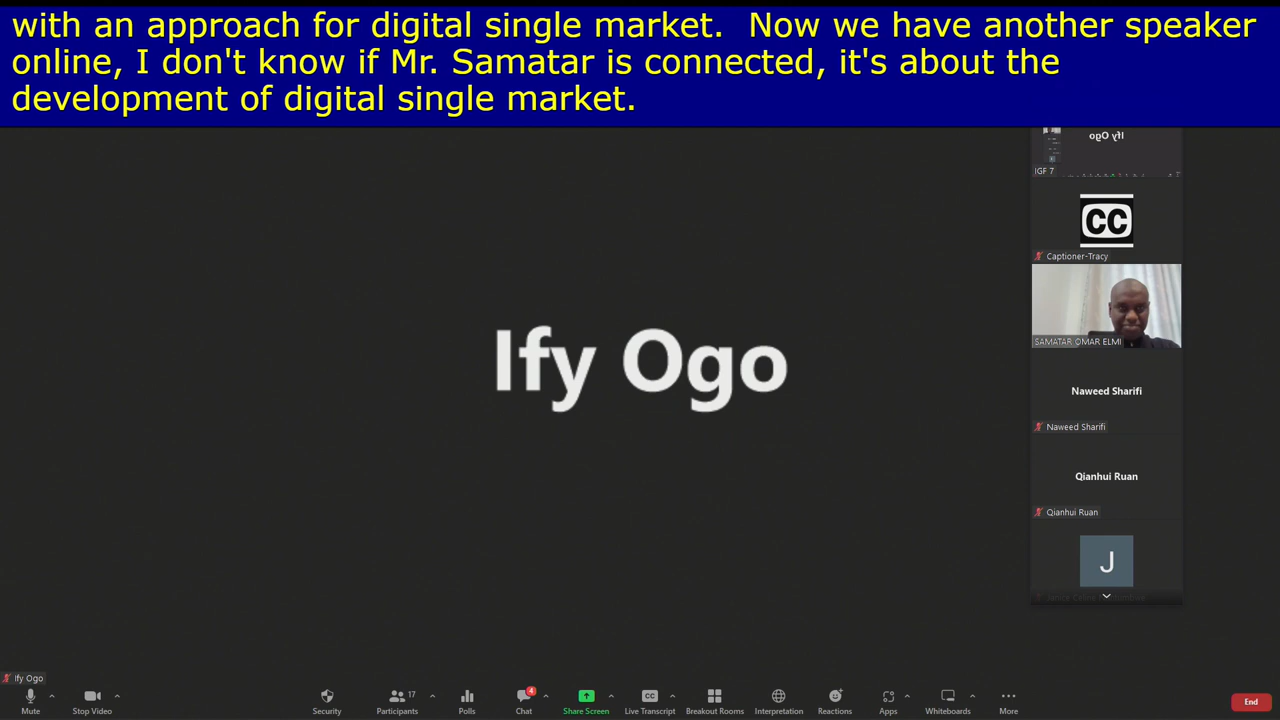 with an approach for digital single market.  Now we have another speaker
online, I don't know if Mr. Samatar is connected, it's about the
development of digital single market.
Ify Ogo
IGF 7
CC
Captioner-Tracy
SAMATAR OMAR ELMI
Naweed Sharifi
Naweed Sharifi
Qianhui Ruan
Qianhui Ruan
J
Ify Ogo
Ify Ogo
17
4
CC
Mute
Stop Video
Security
Participants
Polls
Chat
Share Screen
Live Transcript
Breakout Rooms
Interpretation
Reactions
Apps
Whiteboards
More
End